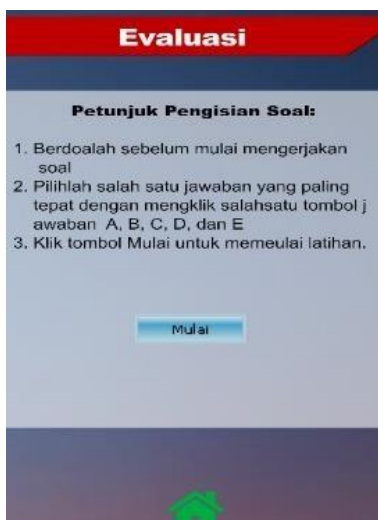 Evaluasi
Petunjuk Pengisian Soal:
1. Berdoalah sebelum mulai mengerjakan
soal
2. Pilihlah salah satu jawaban yang paling
tepat dengan mengklik salahsatu tombol j
awaban A, B, C, D, dan E
3. Klik tombol Mulai untuk memeulai latihan.
Mulai